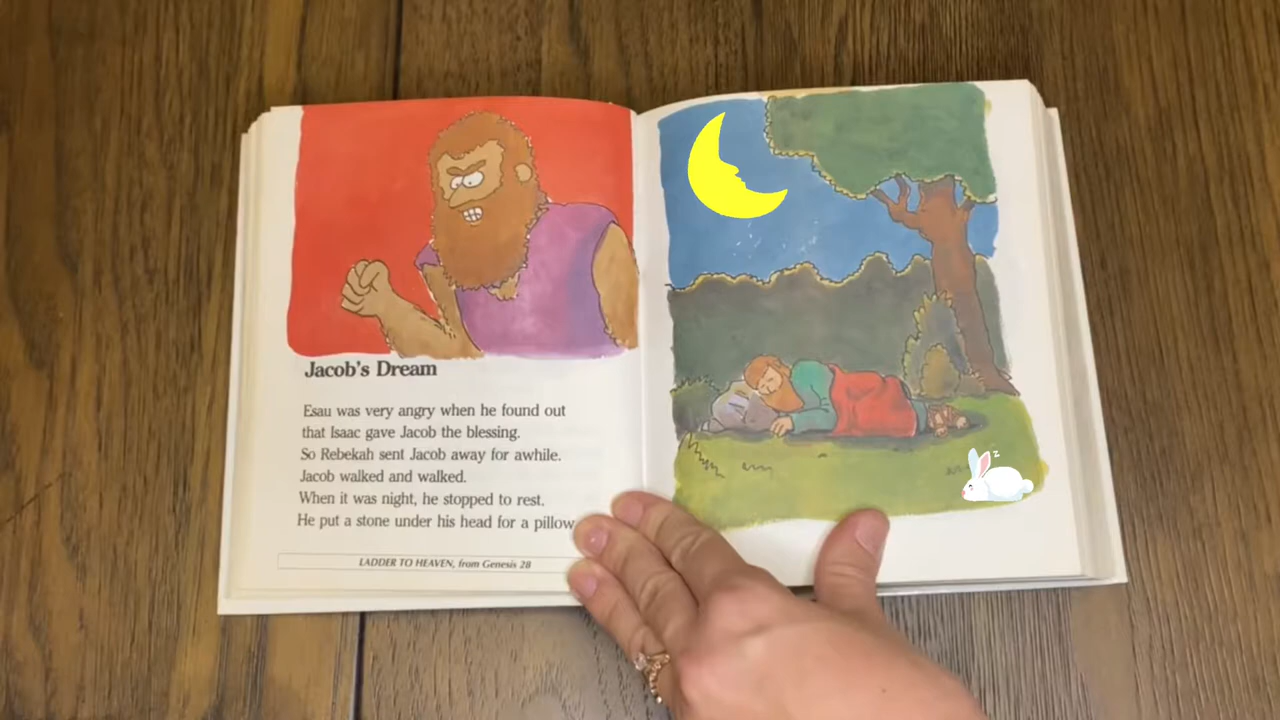 Jacob's Dream
Esau was very angry when he found out
that Isaac gave Jacob the blessing.
So Rebekah sent Jacob away for awhile.
Jacob walked and walked.
When it was night, he stopped to rest.
He put a stone under his head for a pillow
LADDER TO HEAVEN, from Genesis 28
z
z